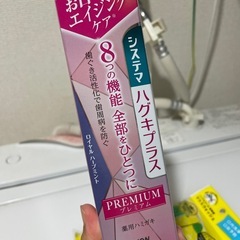 お口のエイジング
ケア
8つの機能 全部をひとつに
歯ぐき活性化で歯周病を防ぐ
システマ
ハグキプラス
PREMIUM
プレミアム
ロイヤルハーブミント
薬用ハミガキ